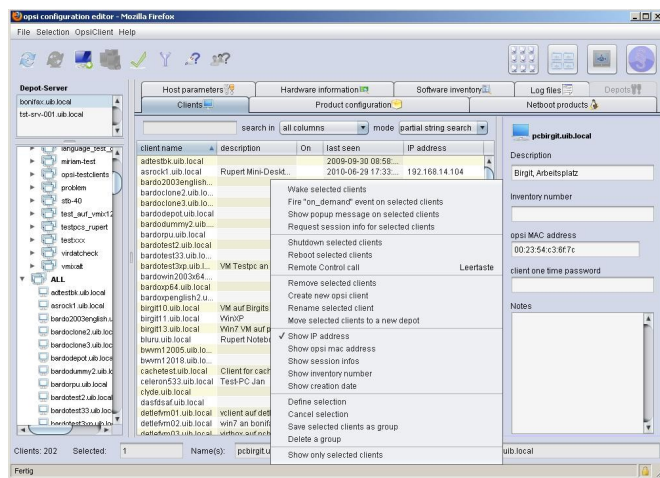 opsi configuration editor - Mozilla Firefox
File Selection OpsiClient Help
Depot-Server
bonifax.uib.local
tst-srv-001.uib.local
miriam-test
opsi-testclients
problem
stb-40
test_auf_vmix12
testpcs_rupert
testxxx
virdatcheck
vmixalt
ALL
adtestbk.uib.local
asrock1.uib.local
bardo2003english.u
bardoclone2.uib.loc
bardoclone3.uib.loc
bardodepot.uib.loca
bardodummy2.uib.lo
bardorpu.uib.local
bardotest2.uib.local
bardotest33.uib.loc
Host parameters
Hardware information
Software inventory
Log files
Depots
Clients
Product configuration
Netboot products
search in all columns mode partial string search
client name description On last seen IP address
adtestbk.uib.local 2009-09-30 08:58:...
asrock1.uib.local Rupert Mini-Deskt... 2010-06-29 17:33:... 192.168.14.104
bardo2003english...
bardoclone2.uib.lo...
bardoclone3.uib.lo...
bardodepot.uib.local
bardodummy2.uib....
bardorpu.uib.local
bardotest2.uib.local
bardotest33.uib.lo...
bardotest3xp.uib.l... VM Testpc an
bardowin2003x64....
bardoxp64.uib.local
bardoxpenglish2.u...
birgit10.uib.local VM auf Birgits
birgit11.uib.local WinXP
birgit13.uib.local Win7 VM auf p
bluru.uib.local Rupert Noteb
bwvm12005.uib.lo...
bwvm12018.uib.lo...
cachetest.uib.local Client for cach
celeron533.uib.local Test-PC Jan
clyde.uib.local
dasfdsaf.uib.local
detlefvm01.uib.local vclient auf detl
detlefvm02.uib.local win7 an bonifa
detlefvm03.uib.local
Wake selected clients
Fire "on_demand" event on selected clients
Show popup message on selected clients
Request session info for selected clients
Shutdown selected clients
Reboot selected clients
Remote Control call Leertaste
Remove selected clients
Create new opsi client
Rename selected client
Move selected clients to a new depot
✓ Show IP address
Show opsi mac address
Show session infos
Show inventory number
Show creation date
Define selection
Cancel selection
Save selected clients as group
Delete a group
Show only selected clients
pcbirgit.uib.local
Description
Birgit, Arbeitsplatz
Inventory number
opsi MAC address
00:23:54:c3:6f:7c
client one time password
Notes
Clients: 202 Selected: 1 Name(s): pcbirgit.u uib.local
Fertig